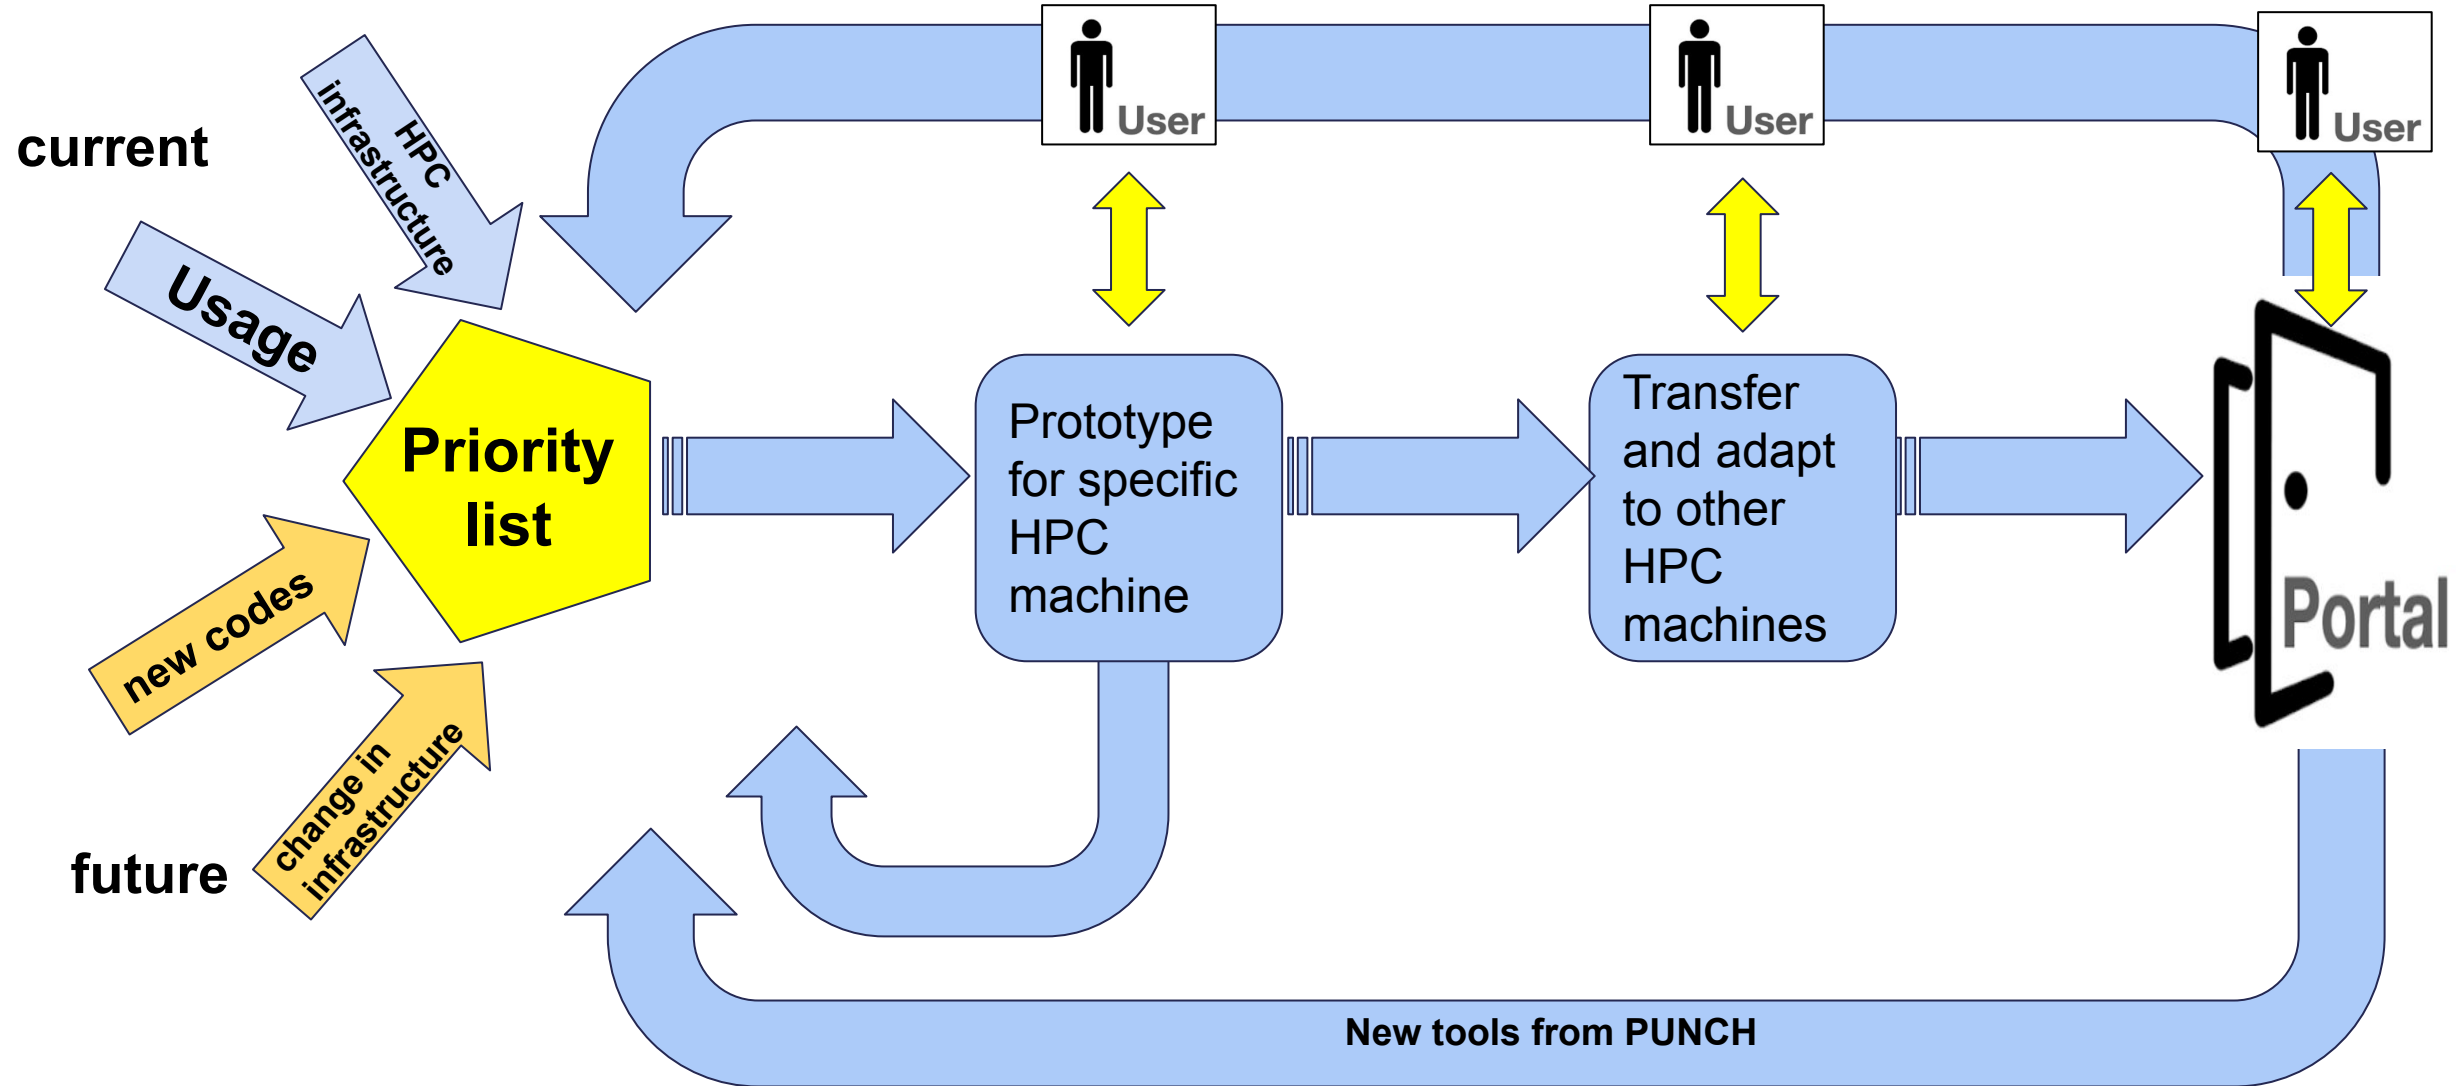 current
HPC
infrastructure
Usage
new codes
change in
infrastructure
future
Priority
list
User
User
User
Prototype
for specific
HPC
machine
Transfer
and adapt
to other
HPC
machines
Portal
New tools from PUNCH